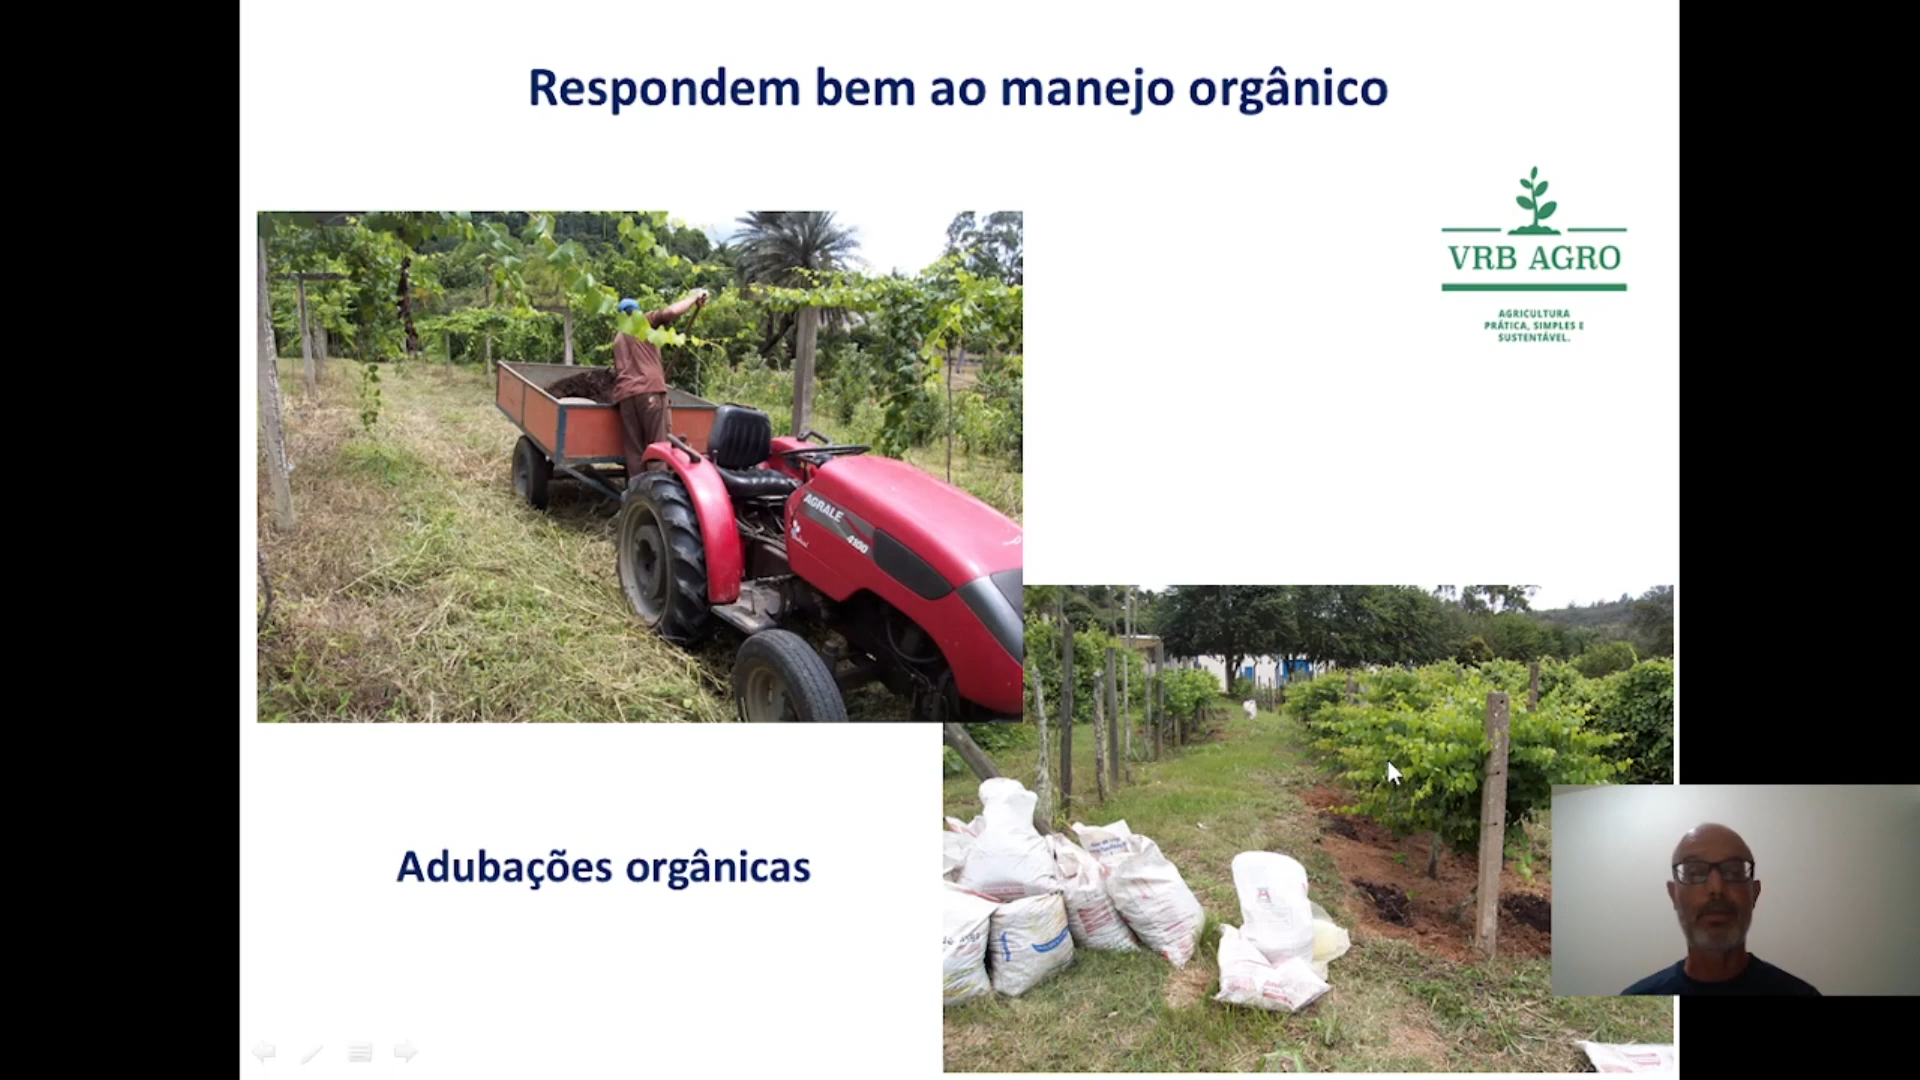 Respondem bem ao manejo orgânico
VRB AGRO
AGRICULTURA
PRÁTICA, SIMPLES E
SUSTENTÁVEL.
AGRALE
4100
Adubações orgânicas